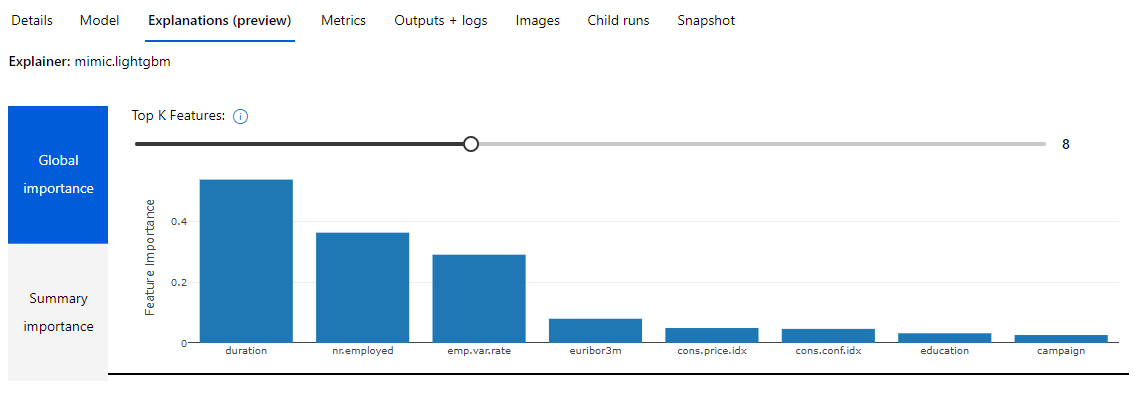 Details Model Explanations (preview) Metrics Outputs + logs Images Child runs Snapshot
Explainer: mimic.lightgbm
Global
importance
Summary
importance
Top K Features: i
8
Feature Importance
0.4
0.2
0
duration nr.employed emp.var.rate euribor3m cons.price.idx cons.conf.idx education campaign